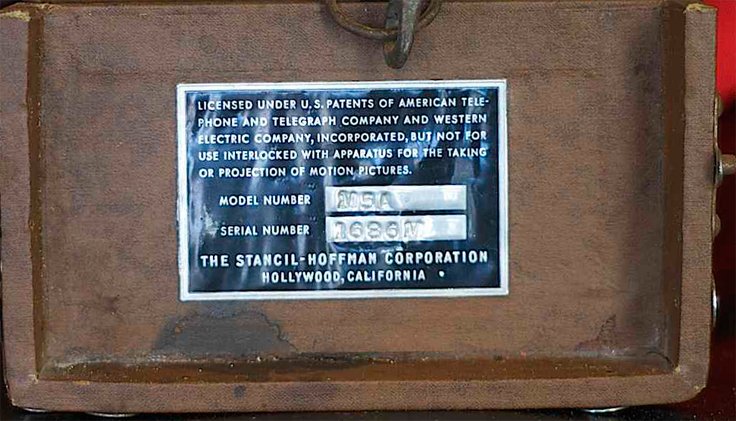 LICENSED UNDER U.S. PATENTS OF AMERICAN TELE-
PHONE AND TELEGRAPH COMPANY AND WESTERN
ELECTRIC COMPANY, INCORPORATED, BUT NOT FOR
USE INTERLOCKED WITH APPARATUS FOR THE TAKING
OR PROJECTION OF MOTION PICTURES.
MODEL NUMBER M5A
SERIAL NUMBER 1686M
THE STANCIL-HOFFMAN CORPORATION
HOLLYWOOD, CALIFORNIA